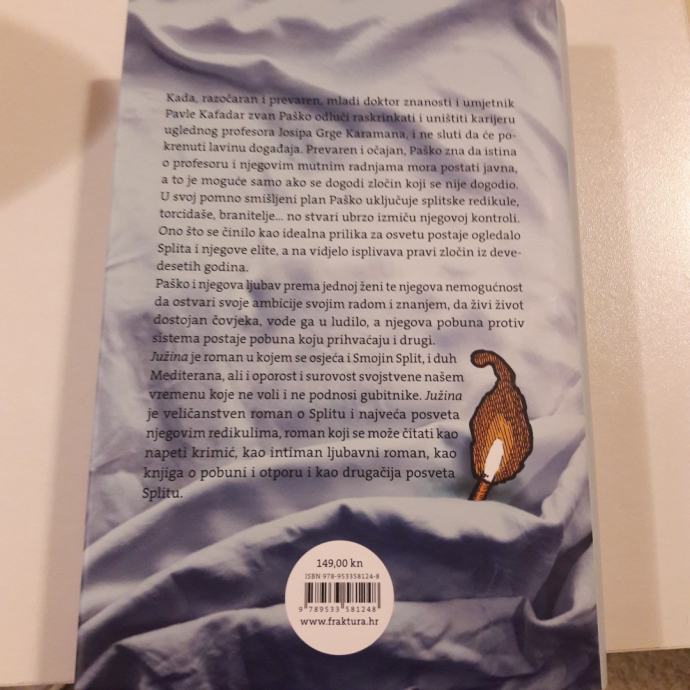 Kada, razočaran i prevaren, mladi doktor znanosti i umjetnik
Pavle Kafadar zvan Paško odluči raskrinkati i uništiti karijeru
uglednog profesora Josipa Grge Karamana, i ne sluti da će po-
krenuti lavinu događaja. Prevaren i očajan, Paško zna da istina
o profesoru i njegovim mutnim radnjama mora postati javna,
a to je moguće samo ako se dogodi zločin koji se nije dogodio.
U svoj pomno smišljeni plan Paško uključuje splitske redikule,
torcidaše, branitelje... no stvari ubrzo izmiču njegovoj kontroli.
Ono što se činilo kao idealna prilika za osvetu postaje ogledalo
Splita i njegove elite, a na vidjelo isplivava pravi zločin iz deve-
desetih godina.
Paško i njegova ljubav prema jednoj ženi te njegova nemogućnost
da ostvari svoje ambicije svojim radom i znanjem, da živi život
dostojan čovjeka, vode ga u ludilo, a njegova pobuna protiv
sistema postaje pobuna koju prihvaćaju i drugi.
Južina je roman u kojem se osjeća i Smojin Split, i duh
Mediterana, ali i oporost i surovost svojstvene našem
vremenu koje ne voli i ne podnosi gubitnike. Južina
je veličanstven roman o Splitu i najveća posveta
njegovim redikulima, roman koji se može čitati kao
napeti krimić, kao intiman ljubavni roman, kao
knjiga o pobuni i otporu i kao drugačija posveta
Splitu.
149,00 kn
ISBN 978-953358124-8
9 789533 581248
www.fraktura.hr